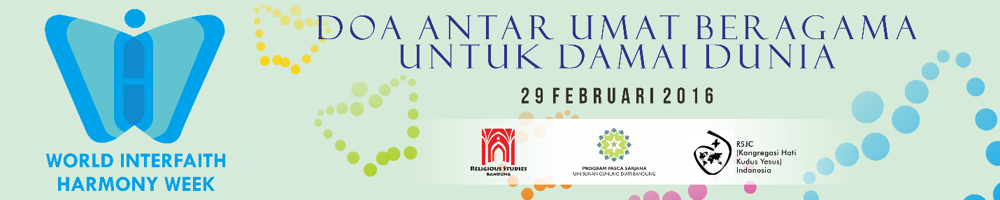 DOA ANTAR UMAT BERAGAMA
UNTUK DAMAI DUNIA
29 FEBRUARI 2016
WORLD INTERFAITH
HARMONY WEEK
RELIGIOUS STUDIES
BANDUNG
PROGRAM PASCA SARJANA
UIN SUNAN GUNUNG DJATI BANDUNG
RSJC
(Kongregasi Hati
Kudus Yesus)
Indonesia